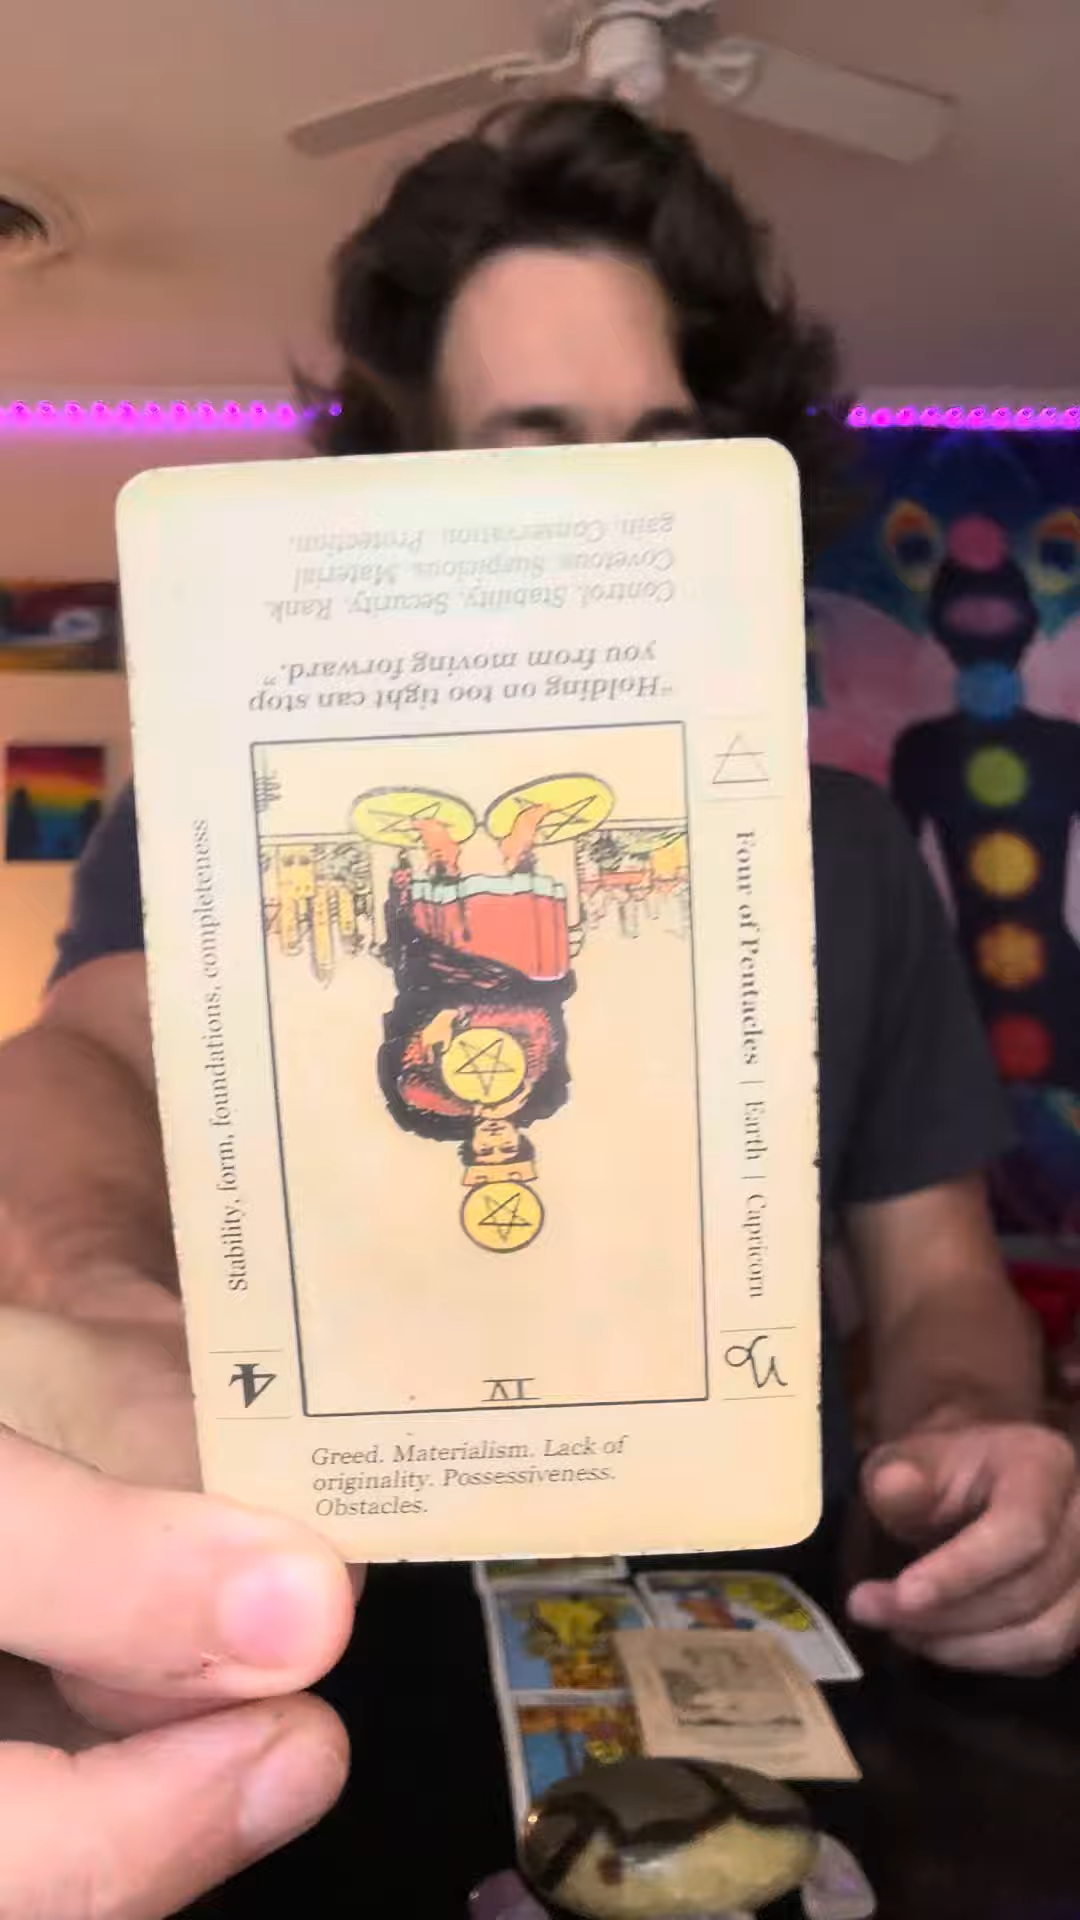 Control. Stability. Security. Rank.
Covetous. Suspicious. Material
gain. Conservation. Protection.
"Holding on too tight can stop
you from moving forward."
Stability, form, foundations, completeness
4
Four of Pentacles | Earth | Capricorn
IV
Greed. Materialism. Lack of
originality. Possessiveness.
Obstacles.